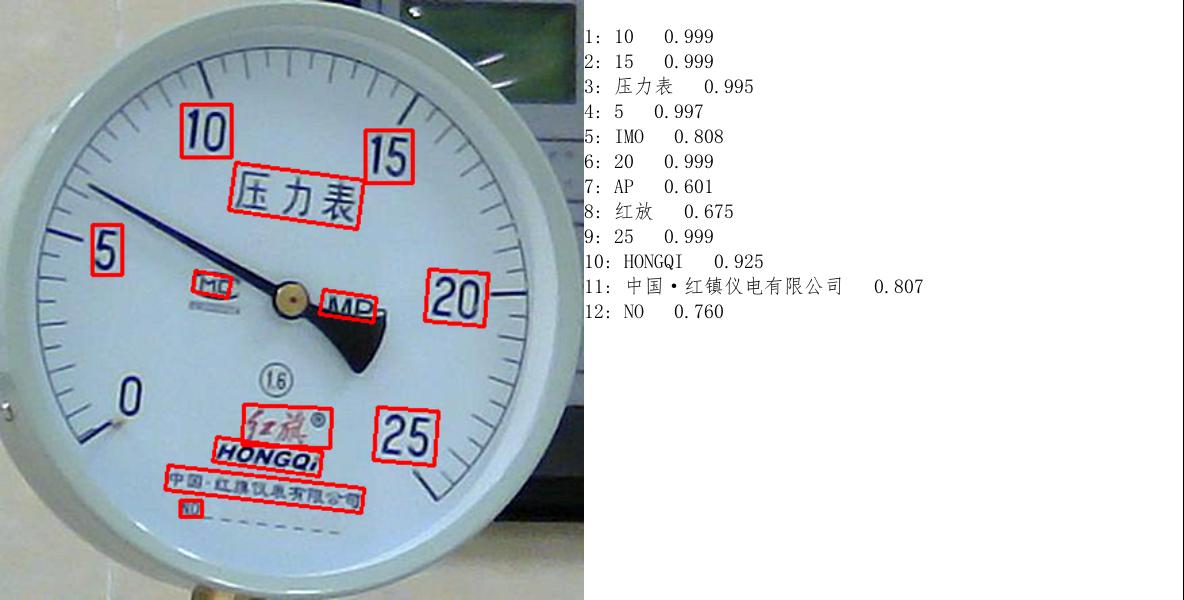 10
15
压力表
5
MC
20
MPa
0
1.6
红旗®
25
HONGQi
中国·红旗仪表有限公司
NO
1: 10 0.999
2: 15 0.999
3: 压力表 0.995
4: 5 0.997
5: IMO 0.808
6: 20 0.999
7: AP 0.601
8: 红放 0.675
9: 25 0.999
10: HONGQI 0.925
11: 中国·红镇仪电有限公司 0.807
12: NO 0.760